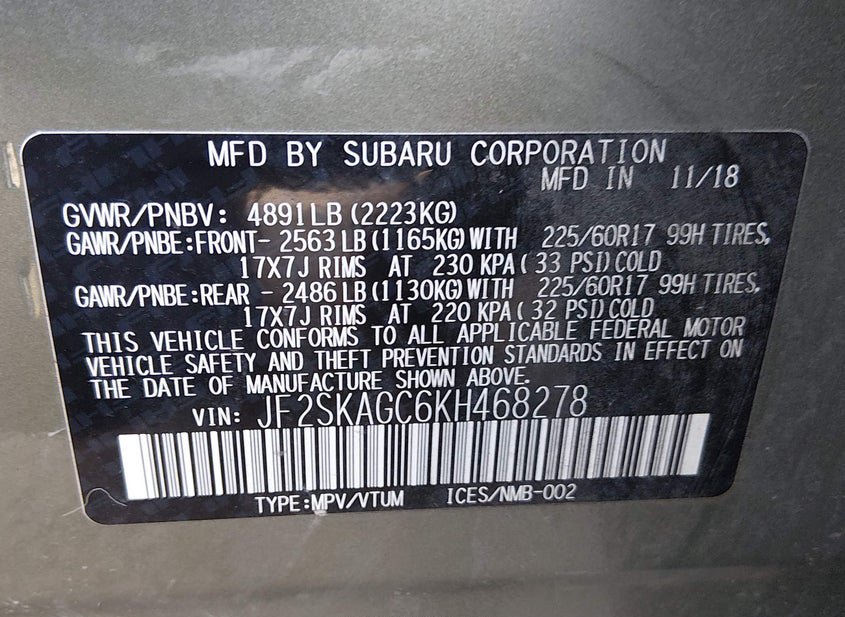 MFD BY SUBARU CORPORATION
MFD IN 11/18
GVWR/PNBV: 4891LB (2223KG)
GAWR/PNBE:FRONT- 2563LB (1165KG) WITH 225/60R17 99H TIRES,
17X7J RIMS AT 230 KPA ( 33 PSI) COLD
GAWR/PNBE:REAR - 2486LB (1130KG) WITH 225/60R17 99H TIRES,
17X7J RIMS AT 220 KPA ( 32 PSI) COLD
THIS VEHICLE CONFORMS TO ALL APPLICABLE FEDERAL MOTOR
VEHICLE SAFETY AND THEFT PREVENTION STANDARDS IN EFFECT ON
THE DATE OF MANUFACTURE SHOWN ABOVE.
VIN: JF2SKAGC6KH468278
TYPE:MPV/VTUM ICES/NMB-002